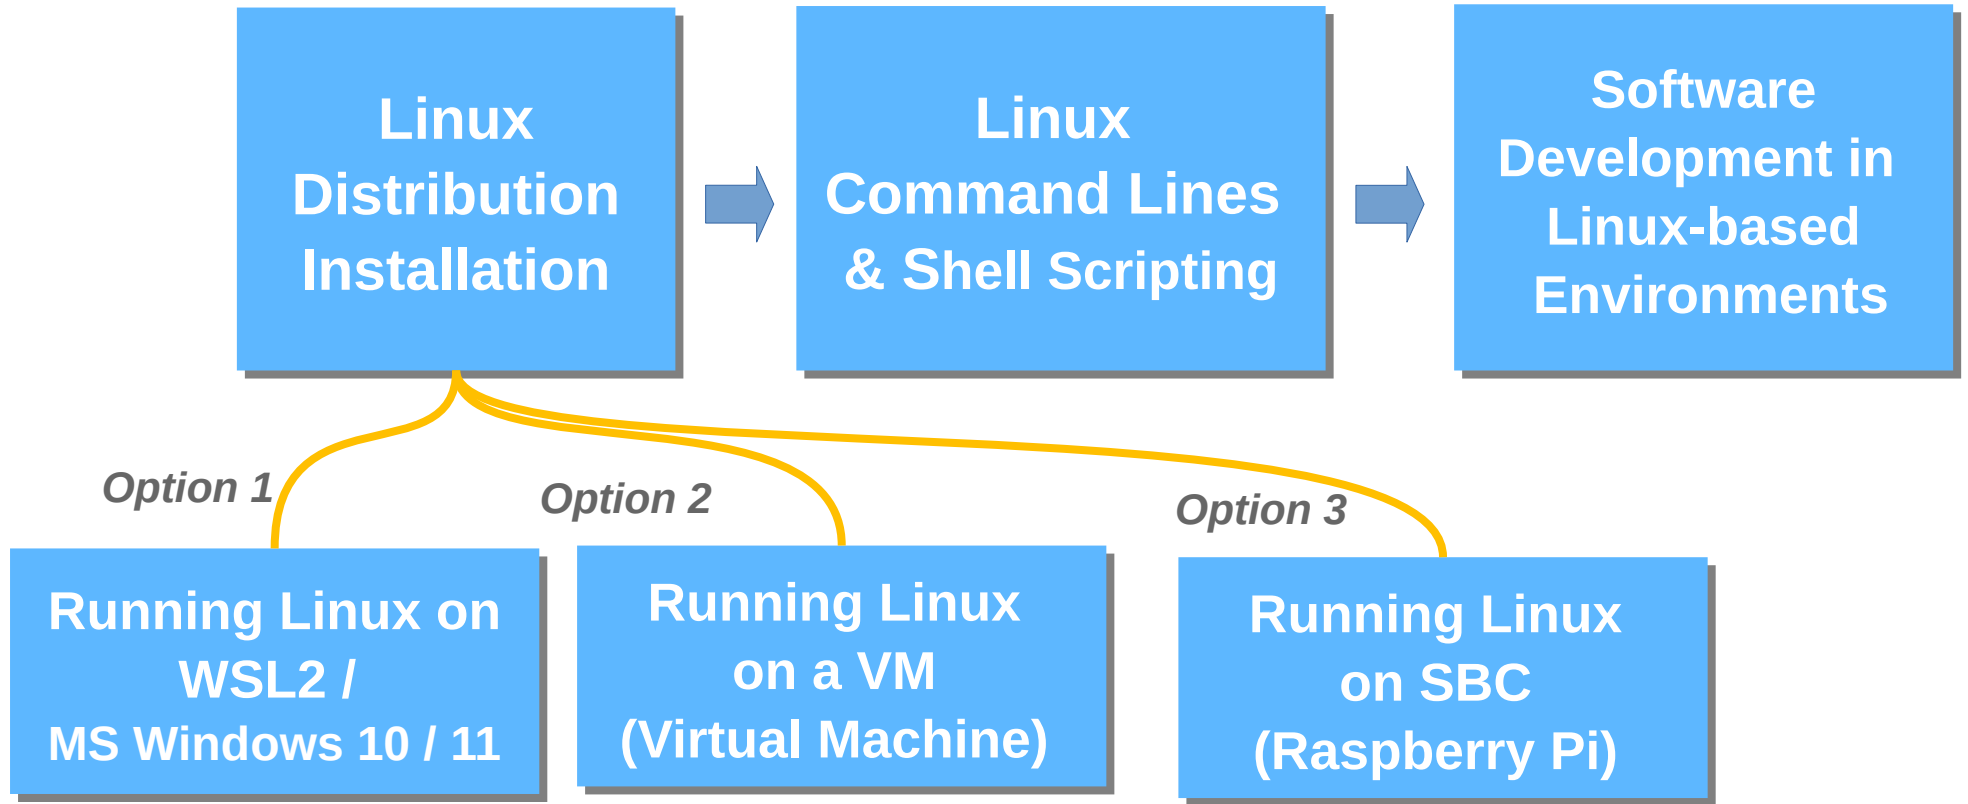 Linux
Distribution
Installation
Linux
Command Lines
& Shell Scripting
Software
Development in
Linux-based
Environments
Option 1
Option 2
Option 3
Running Linux on
WSL2 /
MS Windows 10 / 11
Running Linux
on a VM
(Virtual Machine)
Running Linux
on SBC
(Raspberry Pi)